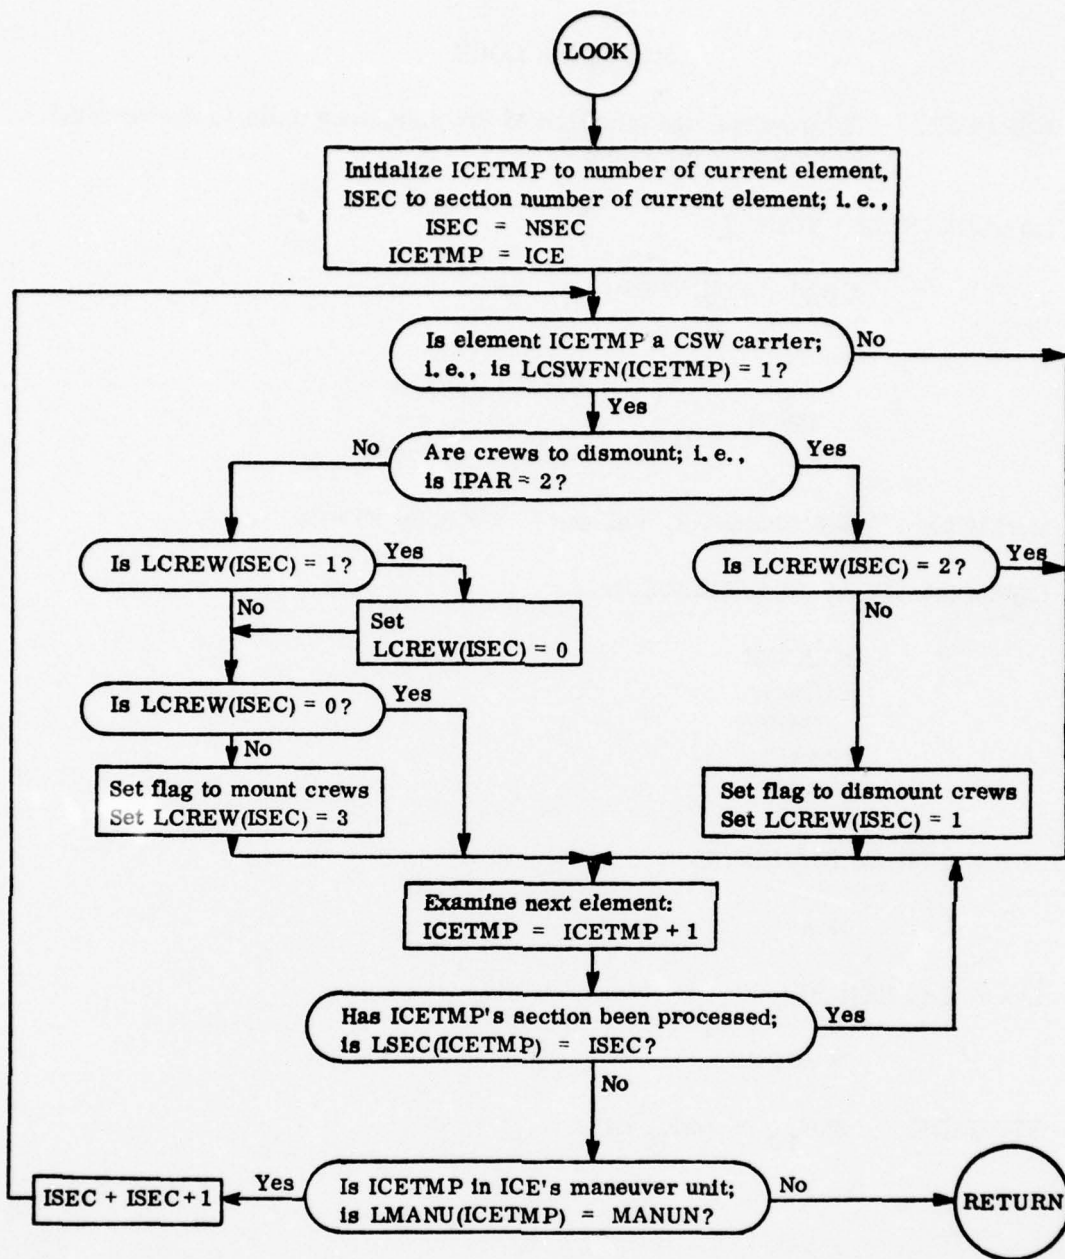 LOOK
Initialize ICETMP to number of current element,
ISEC to section number of current element; i.e.,
ISEC = NSEC
ICETMP = ICE
Is element ICETMP a CSW carrier;
i.e., is LCSWFN(ICETMP) = 1?
No
Yes
Are crews to dismount; i.e.,
is IPAR = 2?
No
Yes
Is LCREW(ISEC) = 1?
Yes
No
Set
LCREW(ISEC) = 0
Is LCREW(ISEC) = 2?
Yes
No
Is LCREW(ISEC) = 0?
Yes
No
Set flag to mount crews
Set LCREW(ISEC) = 3
Set flag to dismount crews
Set LCREW(ISEC) = 1
Examine next element:
ICETMP = ICETMP + 1
Has ICETMP's section been processed;
is LSEC(ICETMP) = ISEC?
Yes
No
Is ICETMP in ICE's maneuver unit;
is LMANU(ICETMP) = MANUN?
Yes
No
ISEC + ISEC+1
RETURN